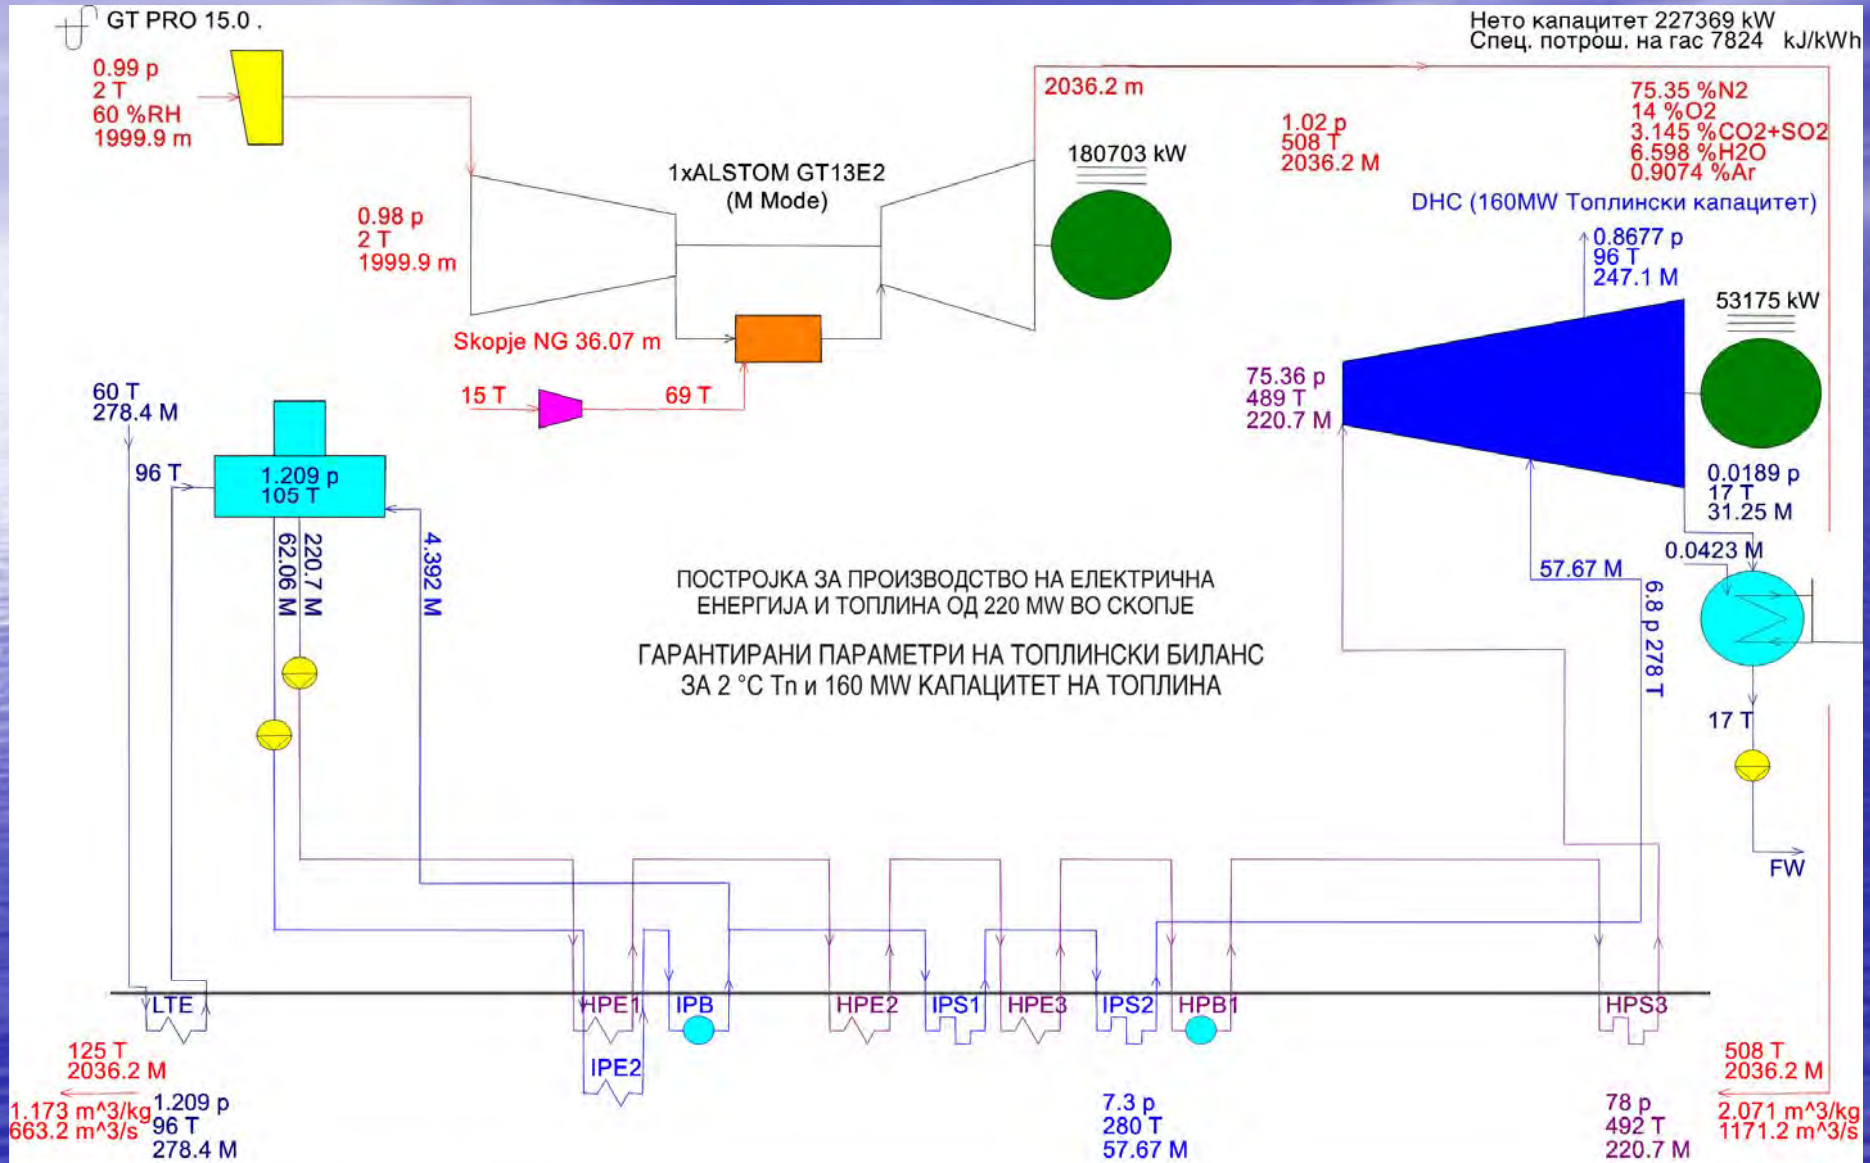 GT PRO 15.0 .
Нето капацитет 227369 kW
Спец. потрош. на гас 7824 kJ/kWh
0.99 p
2 T
60 %RH
1999.9 m
2036.2 m
1.02 p
508 T
2036.2 M
75.35 %N2
14 %O2
3.145 %CO2+SO2
6.598 %H2O
0.9074 %Ar
180703 kW
1xALSTOM GT13E2
(M Mode)
DHC (160MW Топлински капацитет)
0.98 p
2 T
1999.9 m
0.8677 p
96 T
247.1 M
53175 kW
Skopje NG 36.07 m
15 T
69 T
75.36 p
489 T
220.7 M
60 T
278.4 M
96 T
1.209 p
105 T
0.0189 p
17 T
31.25 M
62.06 M
220.7 M
4.392 M
0.0423 M
57.67 M
6.8 p 278 T
ПОСТРОЈКА ЗА ПРОИЗВОДСТВО НА ЕЛЕКТРИЧНА
ЕНЕРГИЈА И ТОПЛИНА ОД 220 MW ВО СКОПЈЕ
ГАРАНТИРАНИ ПАРАМЕТРИ НА ТОПЛИНСКИ БИЛАНС
ЗА 2 °C Tn и 160 MW КАПАЦИТЕТ НА ТОПЛИНА
17 T
FW
LTE
HPE1
IPB
HPE2
IPS1
HPE3
IPS2
HPB1
HPS3
IPE2
125 T
2036.2 M
1.173 m^3/kg
663.2 m^3/s
1.209 p
96 T
278.4 M
7.3 p
280 T
57.67 M
78 p
492 T
220.7 M
508 T
2036.2 M
2.071 m^3/kg
1171.2 m^3/s